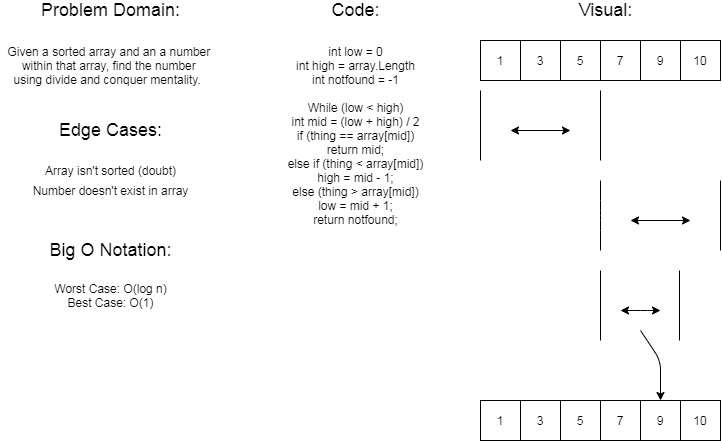 Problem Domain:
Given a sorted array and an a number
within that array, find the number
using divide and conquer mentality.
Edge Cases:
Array isn't sorted (doubt)
Number doesn't exist in array
Big O Notation:
Worst Case: O(log n)
Best Case: O(1)
Code:
int low = 0
int high = array.Length
int notfound = -1
While (low < high)
int mid = (low + high) / 2
if (thing == array[mid])
return mid;
else if (thing < array[mid])
high = mid - 1;
else (thing > array[mid])
low = mid + 1;
return notfound;
Visual:
1 3 5 7 9 10
1 3 5 7 9 10